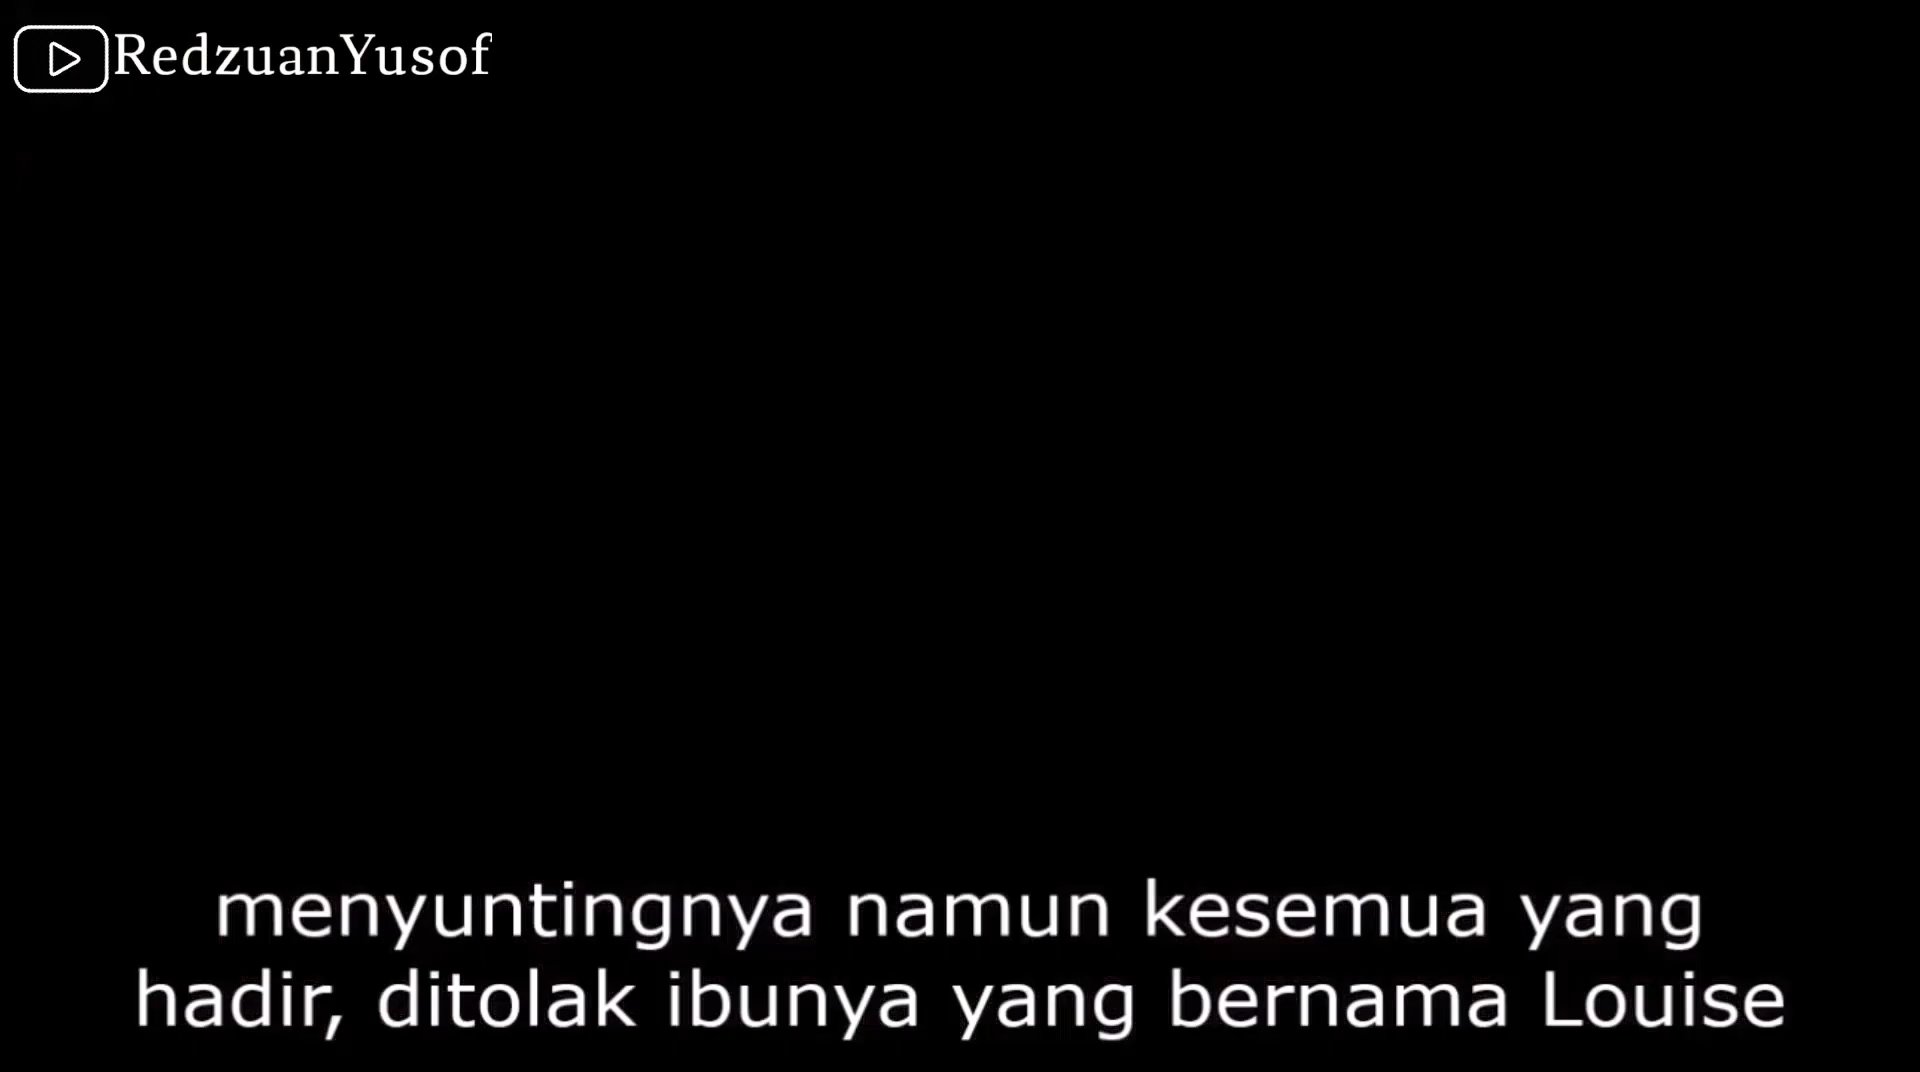 RedzuanYusof
menyuntingnya namun kesemua yang
hadir, ditolak ibunya yang bernama Louise